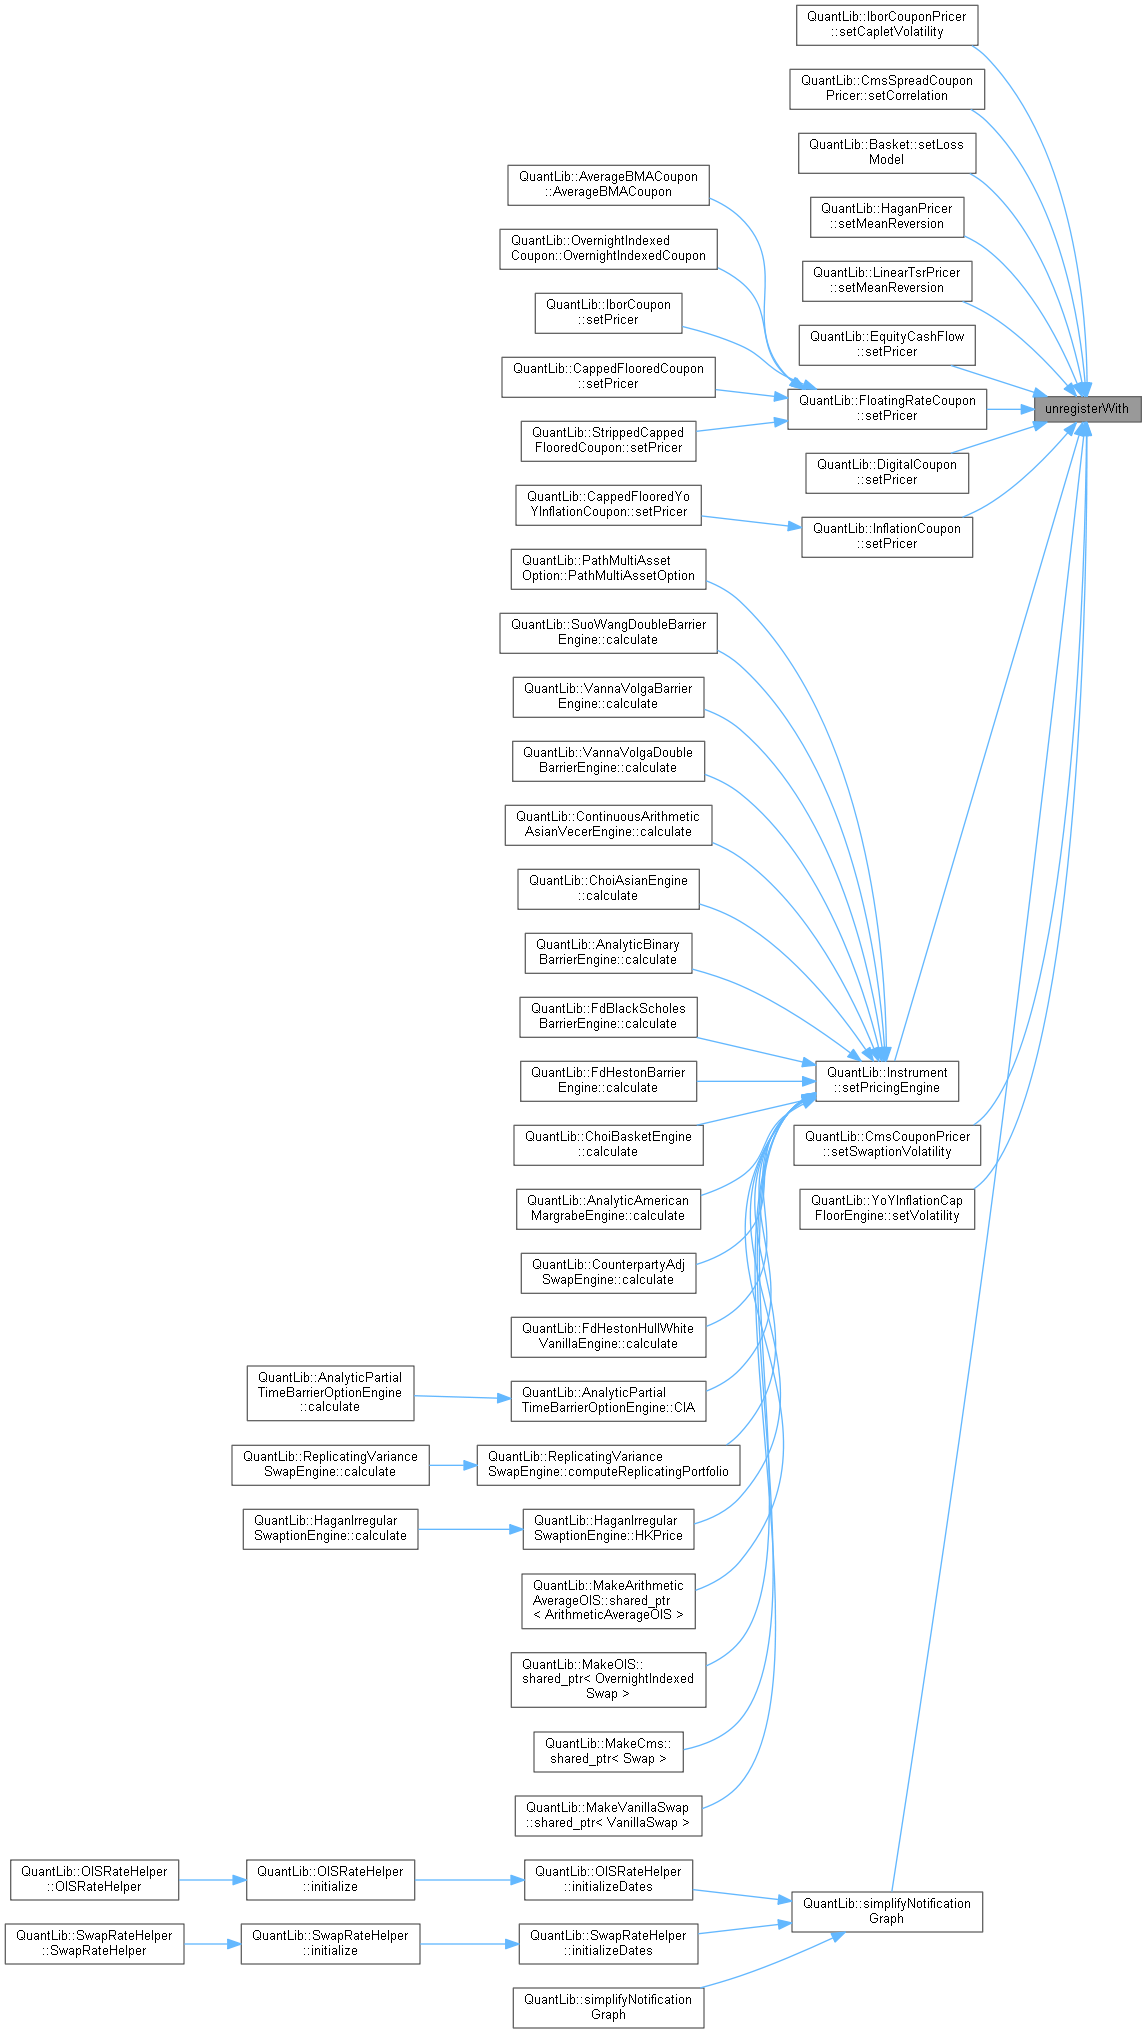 QuantLib::IborCouponPricer
::setCapletVolatility
QuantLib::CmsSpreadCoupon
Pricer::setCorrelation
QuantLib::Basket::setLoss
Model
QuantLib::HaganPricer
::setMeanReversion
QuantLib::LinearTsrPricer
::setMeanReversion
QuantLib::EquityCashFlow
::setPricer
QuantLib::FloatingRateCoupon
::setPricer
unregisterWith
QuantLib::DigitalCoupon
::setPricer
QuantLib::InflationCoupon
::setPricer
QuantLib::AverageBMACoupon
::AverageBMACoupon
QuantLib::OvernightIndexed
Coupon::OvernightIndexedCoupon
QuantLib::IborCoupon
::setPricer
QuantLib::CappedFlooredCoupon
::setPricer
QuantLib::StrippedCapped
FlooredCoupon::setPricer
QuantLib::CappedFlooredYo
YInflationCoupon::setPricer
QuantLib::PathMultiAsset
Option::PathMultiAssetOption
QuantLib::SuoWangDoubleBarrier
Engine::calculate
QuantLib::VannaVolgaBarrier
Engine::calculate
QuantLib::VannaVolgaDouble
BarrierEngine::calculate
QuantLib::ContinuousArithmetic
AsianVecerEngine::calculate
QuantLib::ChoiAsianEngine
::calculate
QuantLib::AnalyticBinary
BarrierEngine::calculate
QuantLib::FdBlackScholes
BarrierEngine::calculate
QuantLib::FdHestonBarrier
Engine::calculate
QuantLib::Instrument
::setPricingEngine
QuantLib::ChoiBasketEngine
::calculate
QuantLib::CmsCouponPricer
::setSwaptionVolatility
QuantLib::AnalyticAmerican
MargrabeEngine::calculate
QuantLib::YoYInflationCap
FloorEngine::setVolatility
QuantLib::CounterpartyAdj
SwapEngine::calculate
QuantLib::FdHestonHullWhite
VanillaEngine::calculate
QuantLib::AnalyticPartial
TimeBarrierOptionEngine
::calculate
QuantLib::AnalyticPartial
TimeBarrierOptionEngine::CIA
QuantLib::ReplicatingVariance
SwapEngine::calculate
QuantLib::ReplicatingVariance
SwapEngine::computeReplicatingPortfolio
QuantLib::HaganIrregular
SwaptionEngine::calculate
QuantLib::HaganIrregular
SwaptionEngine::HKPrice
QuantLib::MakeArithmetic
AverageOIS::shared_ptr
< ArithmeticAverageOIS >
QuantLib::MakeOIS::
shared_ptr< OvernightIndexed
Swap >
QuantLib::MakeCms::
shared_ptr< Swap >
QuantLib::MakeVanillaSwap
::shared_ptr< VanillaSwap >
QuantLib::OISRateHelper
::OISRateHelper
QuantLib::OISRateHelper
::initialize
QuantLib::OISRateHelper
::initializeDates
QuantLib::simplifyNotification
Graph
QuantLib::SwapRateHelper
::SwapRateHelper
QuantLib::SwapRateHelper
::initialize
QuantLib::SwapRateHelper
::initializeDates
QuantLib::simplifyNotification
Graph